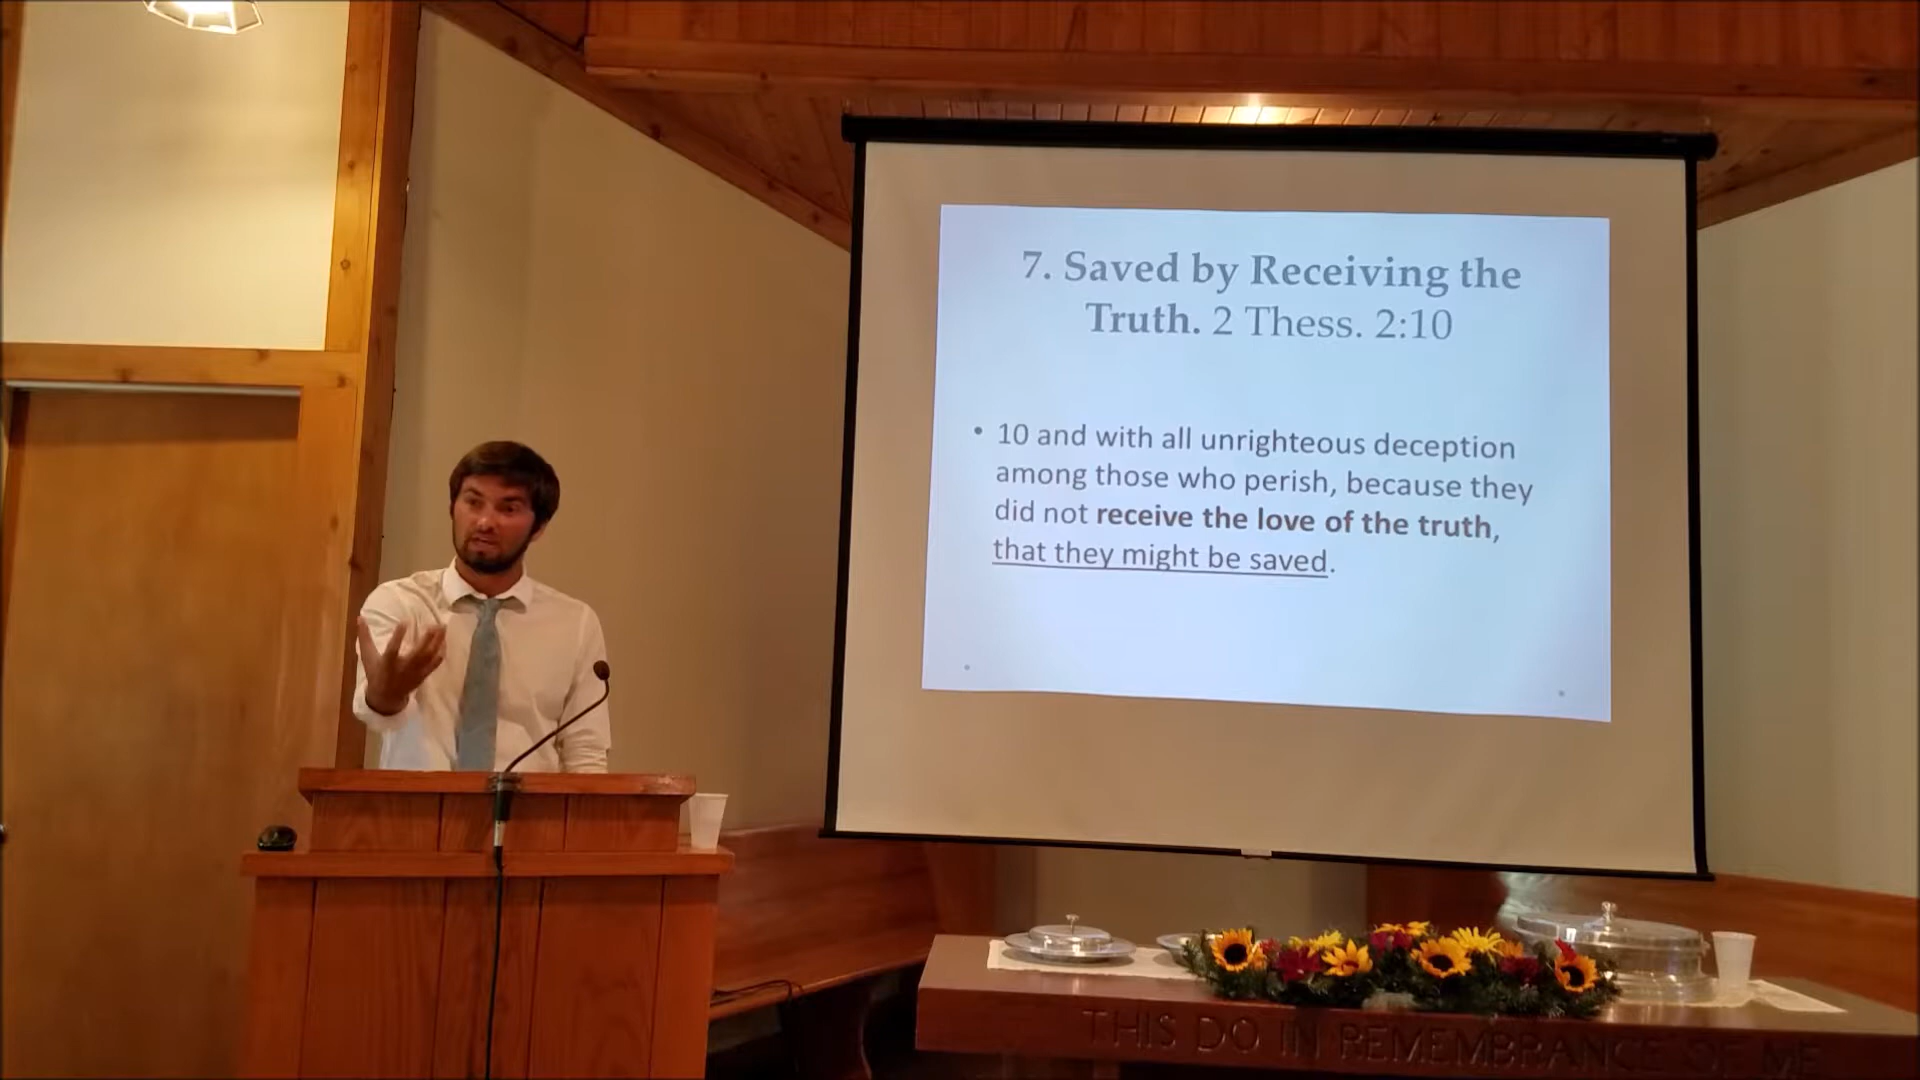 7. Saved by Receiving the
Truth. 2 Thess. 2:10
• 10 and with all unrighteous deception
among those who perish, because they
did not receive the love of the truth,
that they might be saved.
THIS DO IN REMEMBRANCE OF ME